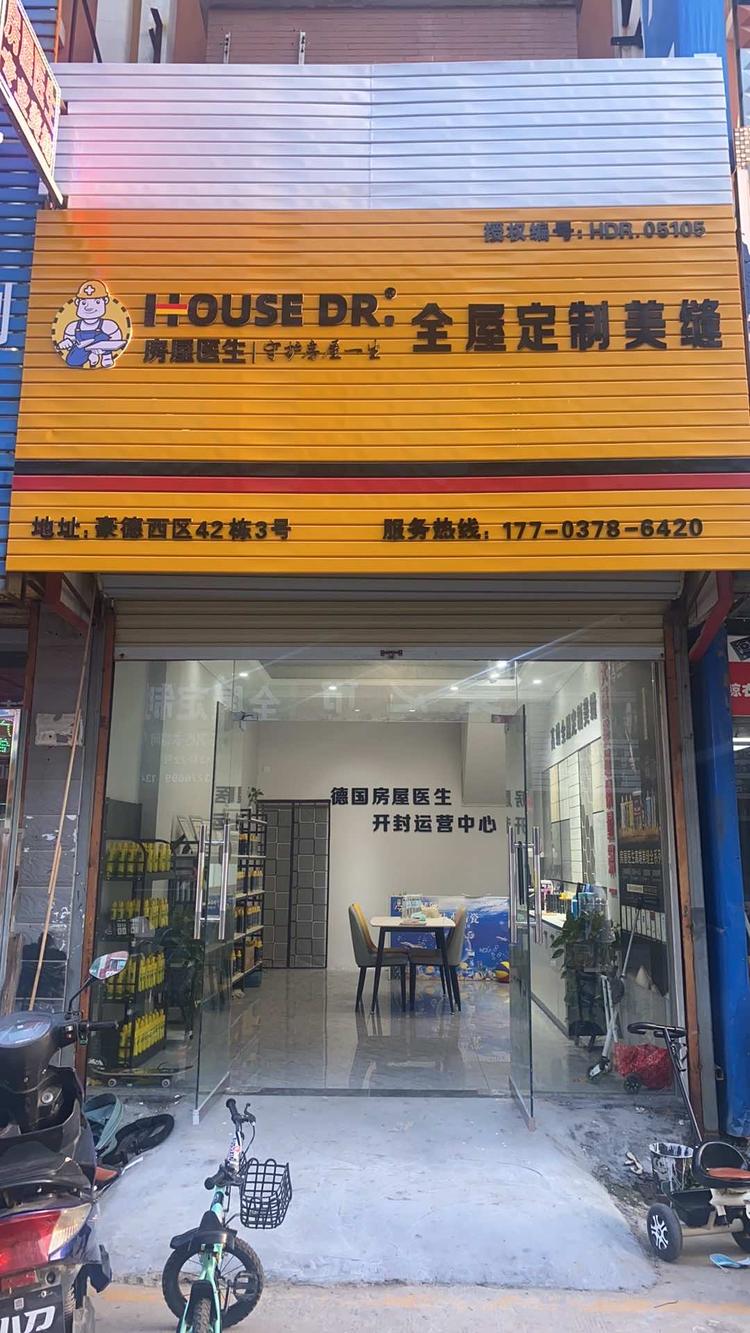 授权编号：HDR.05105
HOUSE DR.®
全屋定制美缝
房屋医生 | 守护房屋一生
地址：豪德西区42栋3号
服务热线：177-0378-6420
德国房屋医生
开封运营中心